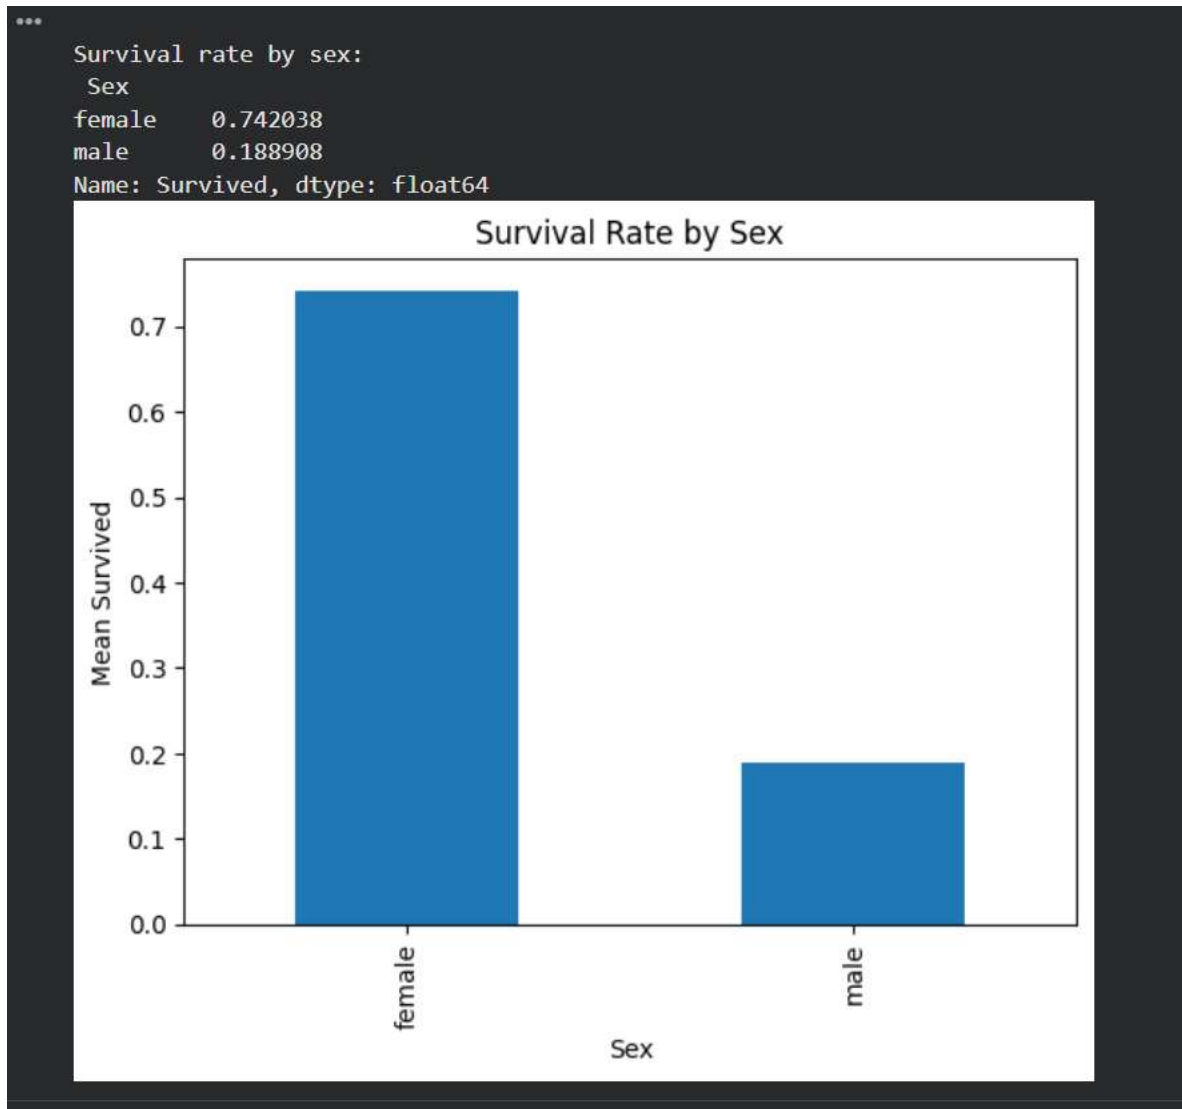 Survival rate by sex:
Sex
female 0.742038
male 0.188908
Name: Survived, dtype: float64
Survival Rate by Sex
Mean Survived
0.7
0.6
0.5
0.4
0.3
0.2
0.1
0.0
female
male
Sex